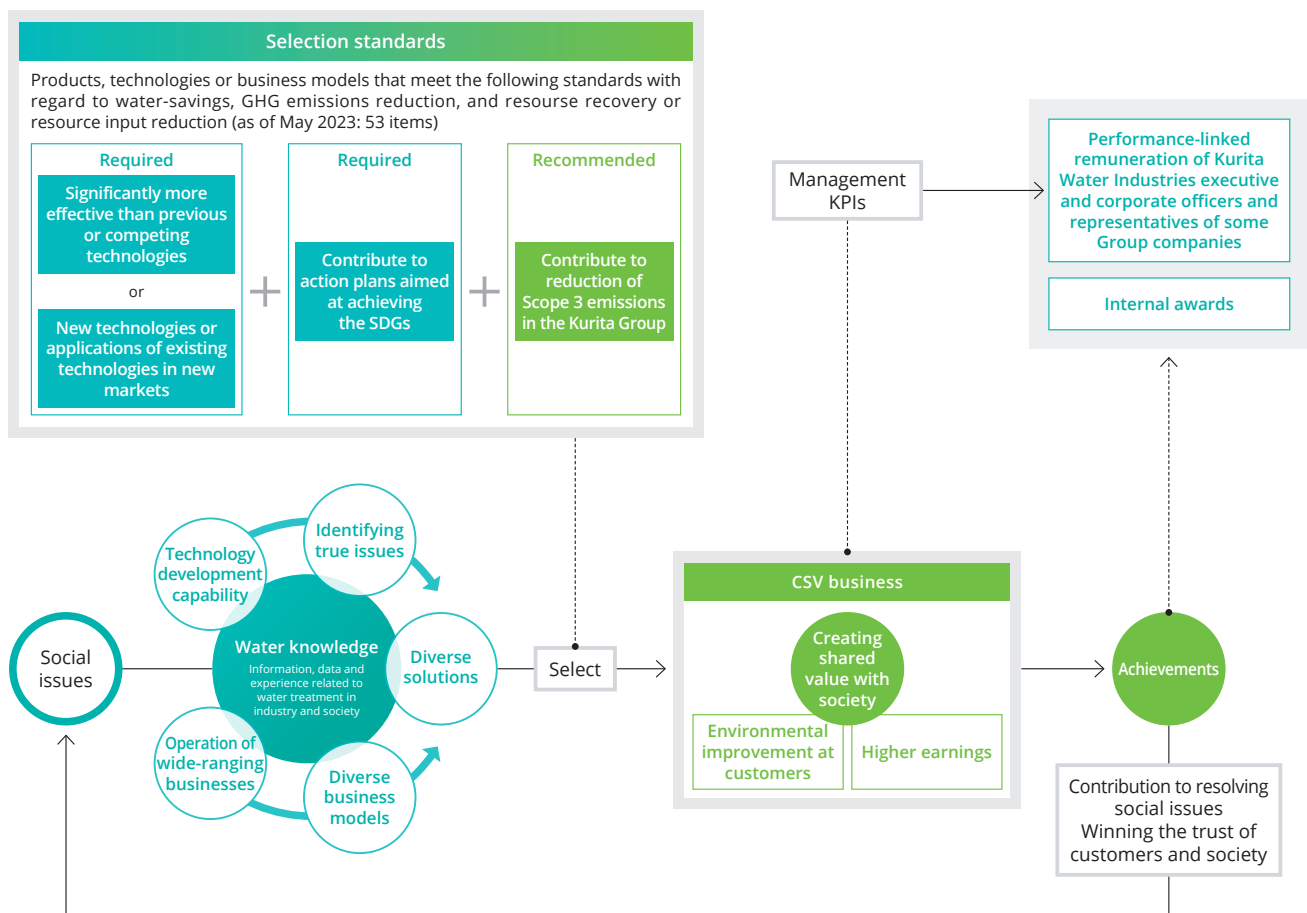 Selection standards
Products, technologies or business models that meet the following standards with
regard to water-savings, GHG emissions reduction, and resourse recovery or
resource input reduction (as of May 2023: 53 items)
Required
Significantly more
effective than previous
or competing
technologies
or
New technologies or
applications of existing
technologies in new
markets
+
Required
Contribute to
action plans aimed
at achieving
the SDGs
+
Recommended
Contribute to
reduction of
Scope 3 emissions
in the Kurita Group
Management
KPIs
Performance-linked
remuneration of Kurita
Water Industries executive
and corporate officers and
representatives of some
Group companies
Internal awards
Social
issues
Technology
development
capability
Identifying
true issues
Water knowledge
Information, data and
experience related to
water treatment in
industry and society
Operation of
wide-ranging
businesses
Diverse
business
models
Diverse
solutions
Select
CSV business
Creating
shared
value with
society
Environmental
improvement at
customers
Higher earnings
Achievements
Contribution to resolving
social issues
Winning the trust of
customers and society